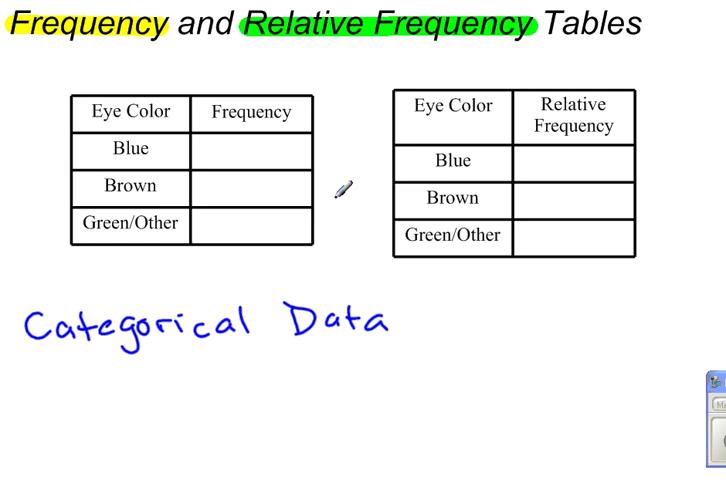 Frequency and Relative Frequency Tables
Eye Color Frequency
Blue
Brown
Green/Other
Eye Color Relative Frequency
Blue
Brown
Green/Other
Categorical Data